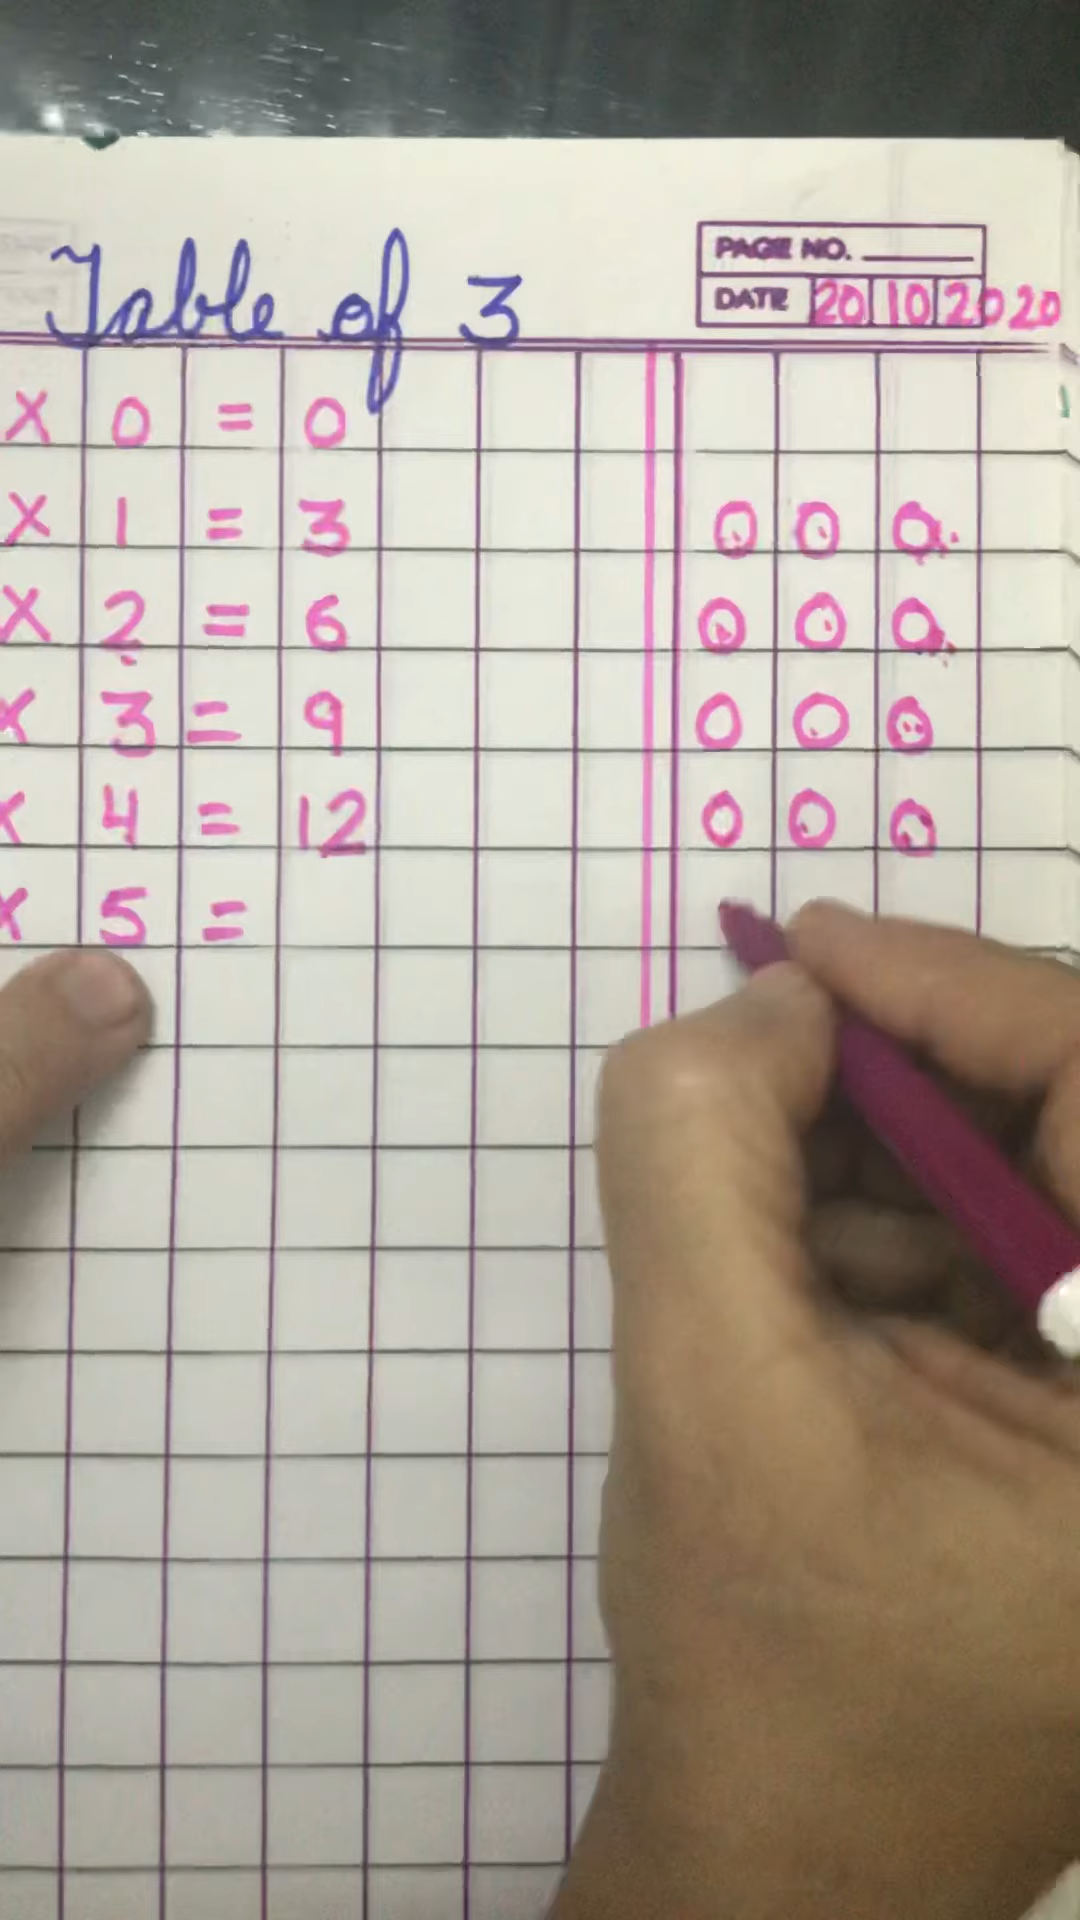 Table of 3
PAGE NO.
DATE 20 10 2020
× 0 = 0
× 1 = 3
× 2 = 6
× 3 = 9
× 4 = 12
× 5 =